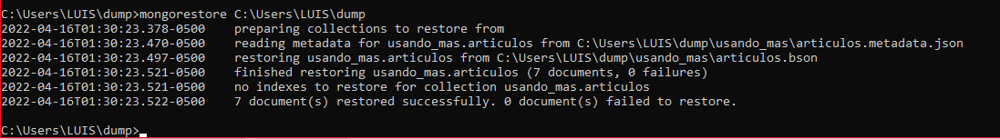 C:\Users\LUIS\dump>mongorestore C:\Users\LUIS\dump
2022-04-16T01:30:23.378-0500    preparing collections to restore from
2022-04-16T01:30:23.470-0500    reading metadata for usando_mas.articulos from C:\Users\LUIS\dump\usando_mas\articulos.metadata.json
2022-04-16T01:30:23.497-0500    restoring usando_mas.articulos from C:\Users\LUIS\dump\usando_mas\articulos.bson
2022-04-16T01:30:23.521-0500    finished restoring usando_mas.articulos (7 documents, 0 failures)
2022-04-16T01:30:23.521-0500    no indexes to restore for collection usando_mas.articulos
2022-04-16T01:30:23.522-0500    7 document(s) restored successfully. 0 document(s) failed to restore.
C:\Users\LUIS\dump>